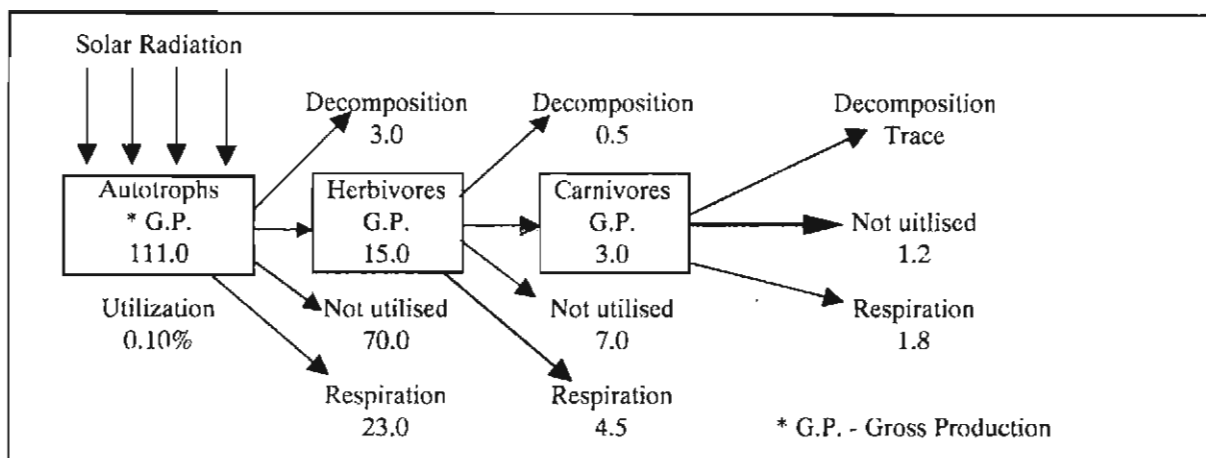 Solar Radiation
Decomposition
3.0
Decomposition
0.5
Decomposition
Trace
Autotrophs
* G.P.
111.0
Herbivores
G.P.
15.0
Carnivores
G.P.
3.0
Not uitlised
1.2
Utilization
0.10%
Not utilised
70.0
Not utilised
7.0
Respiration
1.8
Respiration
23.0
Respiration
4.5
* G.P. - Gross Production